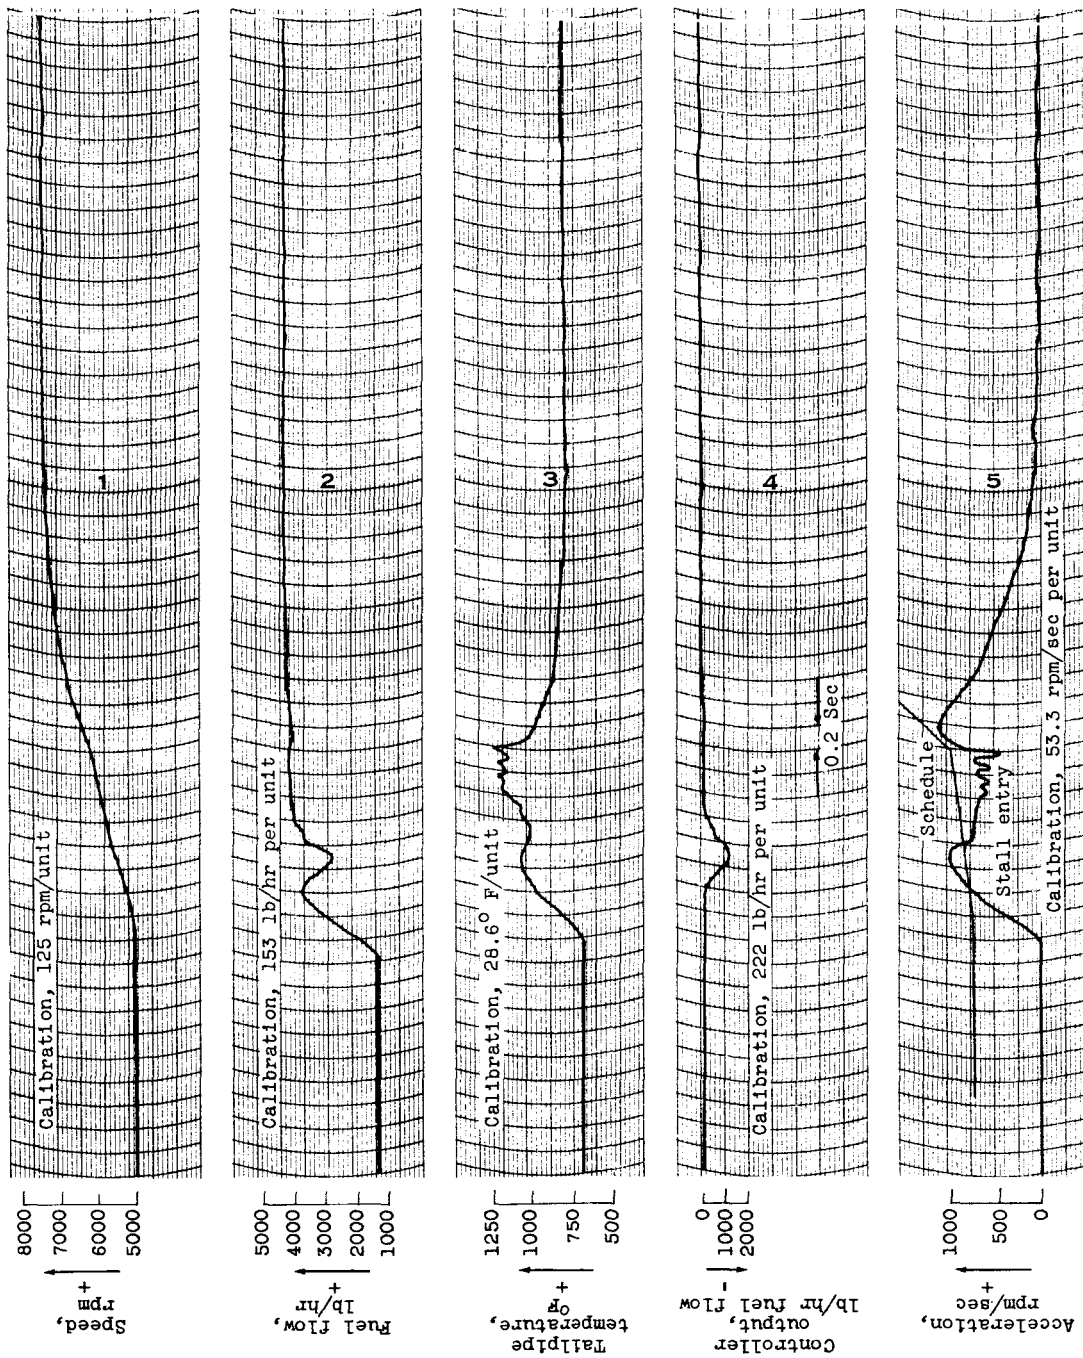 Speed,
rpm
+
8000
7000
6000
5000
Calibration, 125 rpm/unit
1
Fuel flow,
lb/hr
+
5000
4000
3000
2000
1000
Calibration, 153 lb/hr per unit
2
Tailpipe
temperature,
°F
+
1250
1000
750
500
Calibration, 28.6° F/unit
3
Controller
output,
lb/hr fuel flow
-
0
1000
2000
Calibration, 222 lb/hr per unit
0.2 Sec
4
Acceleration,
rpm/sec
+
1000
500
0
Schedule
Stall entry
Calibration, 53.3 rpm/sec per unit
5